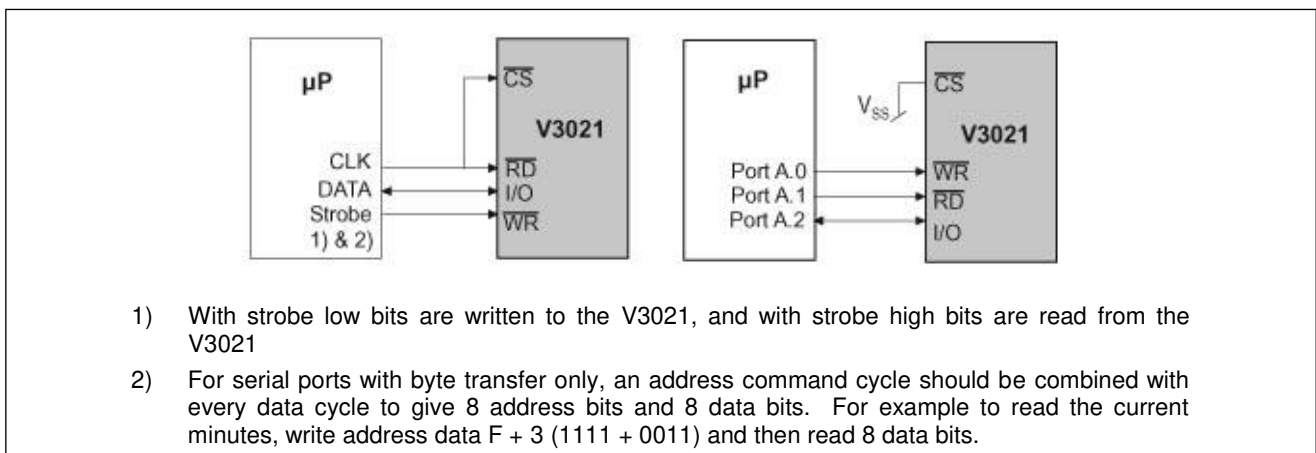 µP
CS
V3021
CLK
RD
DATA
I/O
Strobe
WR
1) & 2)
µP
CS
VSS
V3021
Port A.0
WR
Port A.1
RD
Port A.2
I/O
1) With strobe low bits are written to the V3021, and with strobe high bits are read from the
V3021
2) For serial ports with byte transfer only, an address command cycle should be combined with
every data cycle to give 8 address bits and 8 data bits. For example to read the current
minutes, write address data F + 3 (1111 + 0011) and then read 8 data bits.